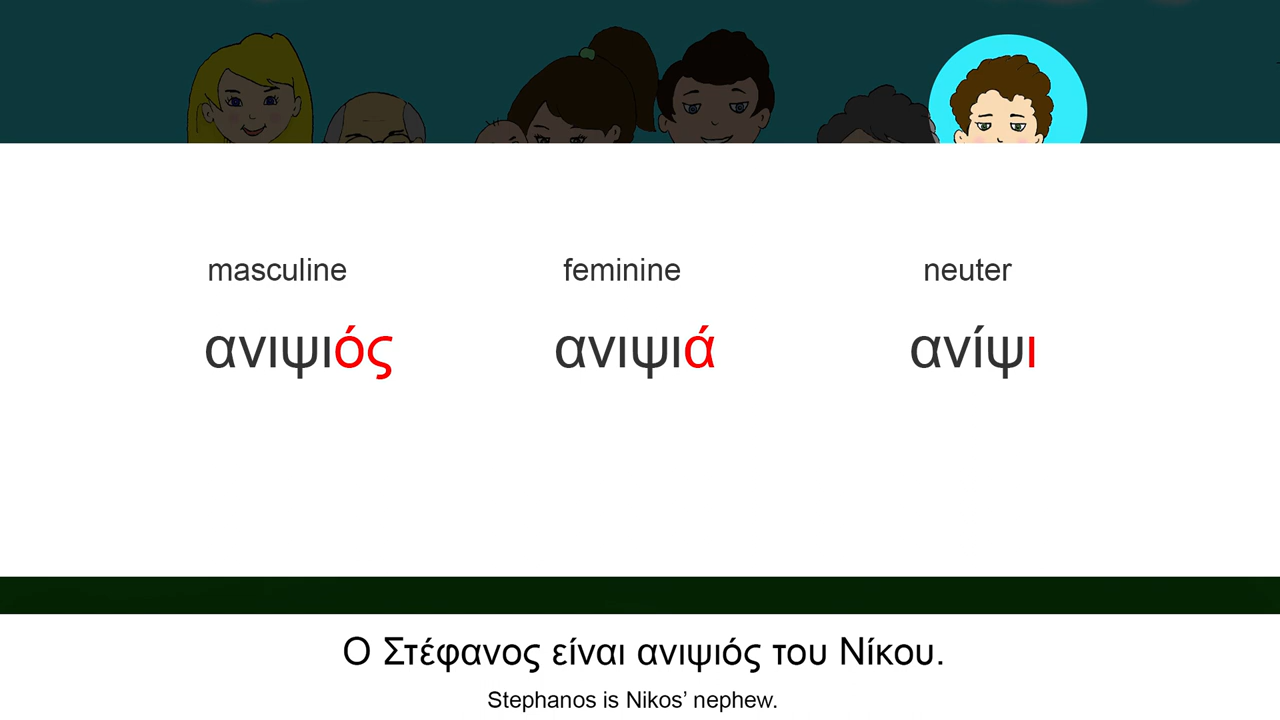 masculine feminine neuter
ανιψιός ανιψιά ανίψι
Ο Στέφανος είναι ανιψιός του Νίκου.
Stephanos is Nikos’ nephew.